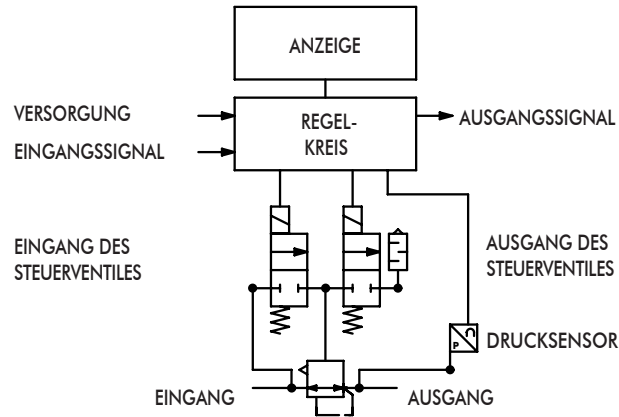 ANZEIGE
VERSORGUNG
REGEL-
KREIS
AUSGANGSSIGNAL
EINGANGSSIGNAL
EINGANG DES
STEUERVENTILES
AUSGANG DES
STEUERVENTILES
P
U
DRUCKSENSOR
EINGANG
AUSGANG